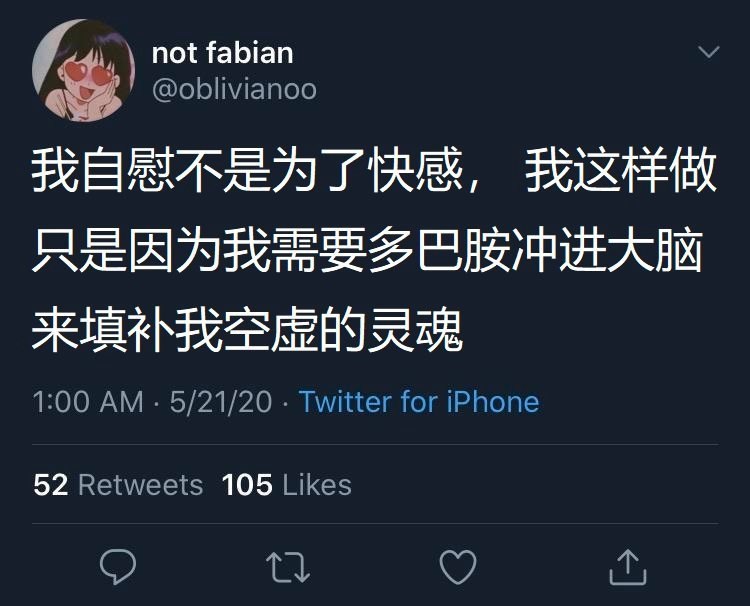 not fabian
@oblivianoo
我自慰不是为了快感， 我这样做
只是因为我需要多巴胺冲进大脑
来填补我空虚的灵魂
1:00 AM · 5/21/20 · Twitter for iPhone
52 Retweets 105 Likes